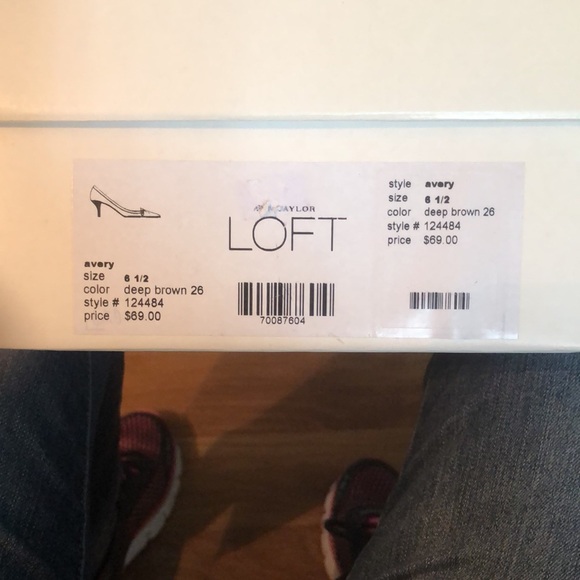 LOFT
avery
size 6 1/2
color deep brown 26
style # 124484
price $69.00
70087604
style avery
size 6 1/2
color deep brown 26
style # 124484
price $69.00